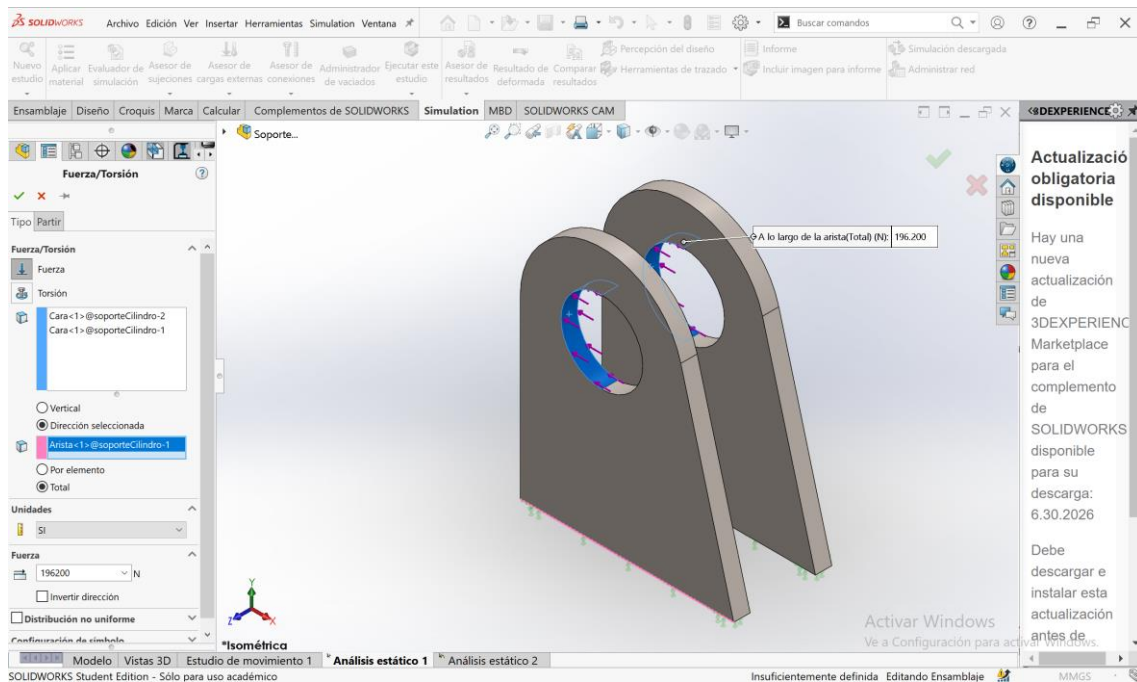 SOLIDWORKS Archivo Edición Ver Insertar Herramientas Simulation Ventana Buscar comandos
Nuevo estudio
Aplicar material
Evaluador de simulación
Asesor de sujeciones
Asesor de cargas externas
Asesor de conexiones
Administrador de vaciados
Ejecutar este estudio
Asesor de resultados
Resultado de deformada
Comparar resultados
Percepción del diseño
Herramientas de trazado
Informe
Incluir imagen para informe
Simulación descargada
Administrar red
Ensamblaje Diseño Croquis Marca Calcular Complementos de SOLIDWORKS Simulation MBD SOLIDWORKS CAM
Soporte...
Fuerza/Torsión
Tipo Partir
Fuerza/Torsión
Fuerza
Torsión
Cara<1>@soporteCilindro-2
Cara<1>@soporteCilindro-1
Vertical
Dirección seleccionada
Arista<1>@soporteCilindro-1
Por elemento
Total
Unidades
SI
Fuerza
196200 N
Invertir dirección
Distribución no uniforme
Configuración de símbolo
A lo largo de la arista(Total) (N): 196.200
Y
Z
X
*Isométrica
3DEXPERIENCE
Actualizació
obligatoria
disponible
Hay una
nueva
actualización
de
3DEXPERIENC
Marketplace
para el
complemento
de
SOLIDWORKS
disponible
para su
descarga:
6.30.2026
Debe
descargar e
instalar esta
actualización
antes de
Activar Windows
Ve a Configuración para activar Windows.
Modelo Vistas 3D Estudio de movimiento 1 Análisis estático 1 Análisis estático 2
SOLIDWORKS Student Edition - Sólo para uso académico Insuficientemente definida Editando Ensamblaje MMGS